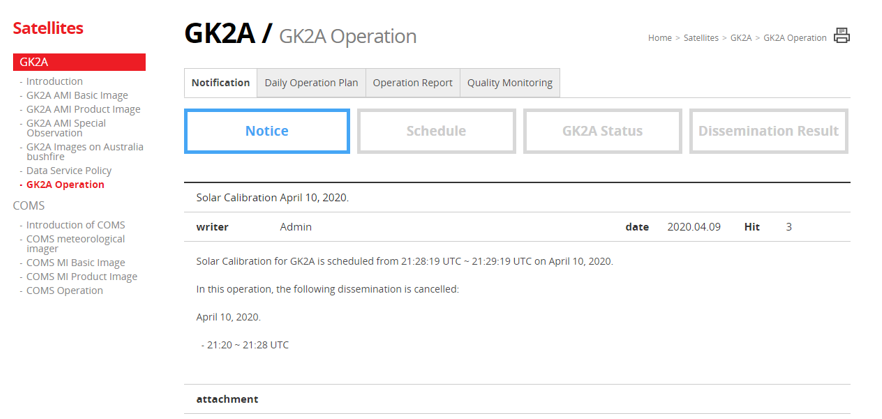 Satellites
GK2A
- Introduction
- GK2A AMI Basic Image
- GK2A AMI Product Image
- GK2A AMI Special
Observation
- GK2A Images on Australia
bushfire
- Data Service Policy
- GK2A Operation
COMS
- Introduction of COMS
- COMS meteorological
imager
- COMS MI Basic Image
- COMS MI Product Image
- COMS Operation
GK2A / GK2A Operation
Home > Satellites > GK2A > GK2A Operation
Notification Daily Operation Plan Operation Report Quality Monitoring
Notice Schedule GK2A Status Dissemination Result
Solar Calibration April 10, 2020.
writer Admin date 2020.04.09 Hit 3
Solar Calibration for GK2A is scheduled from 21:28:19 UTC ~ 21:29:19 UTC on April 10, 2020.
In this operation, the following dissemination is cancelled:
April 10, 2020.
- 21:20 ~ 21:28 UTC
attachment